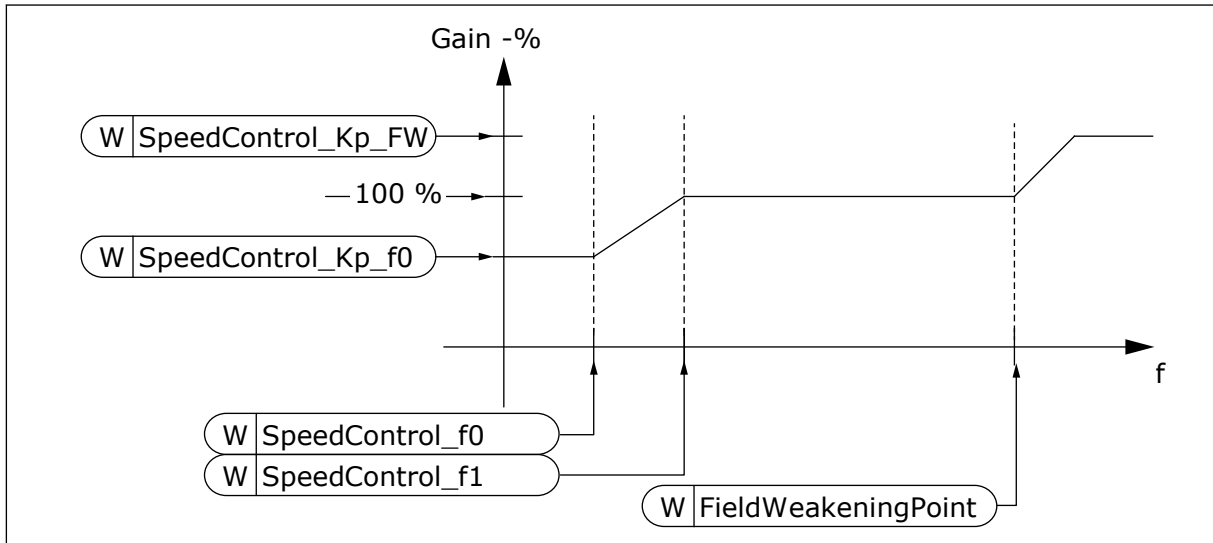 Gain -%
W SpeedControl_Kp_FW
100 %
W SpeedControl_Kp_f0
f
W SpeedControl_f0
W SpeedControl_f1
W FieldWeakeningPoint